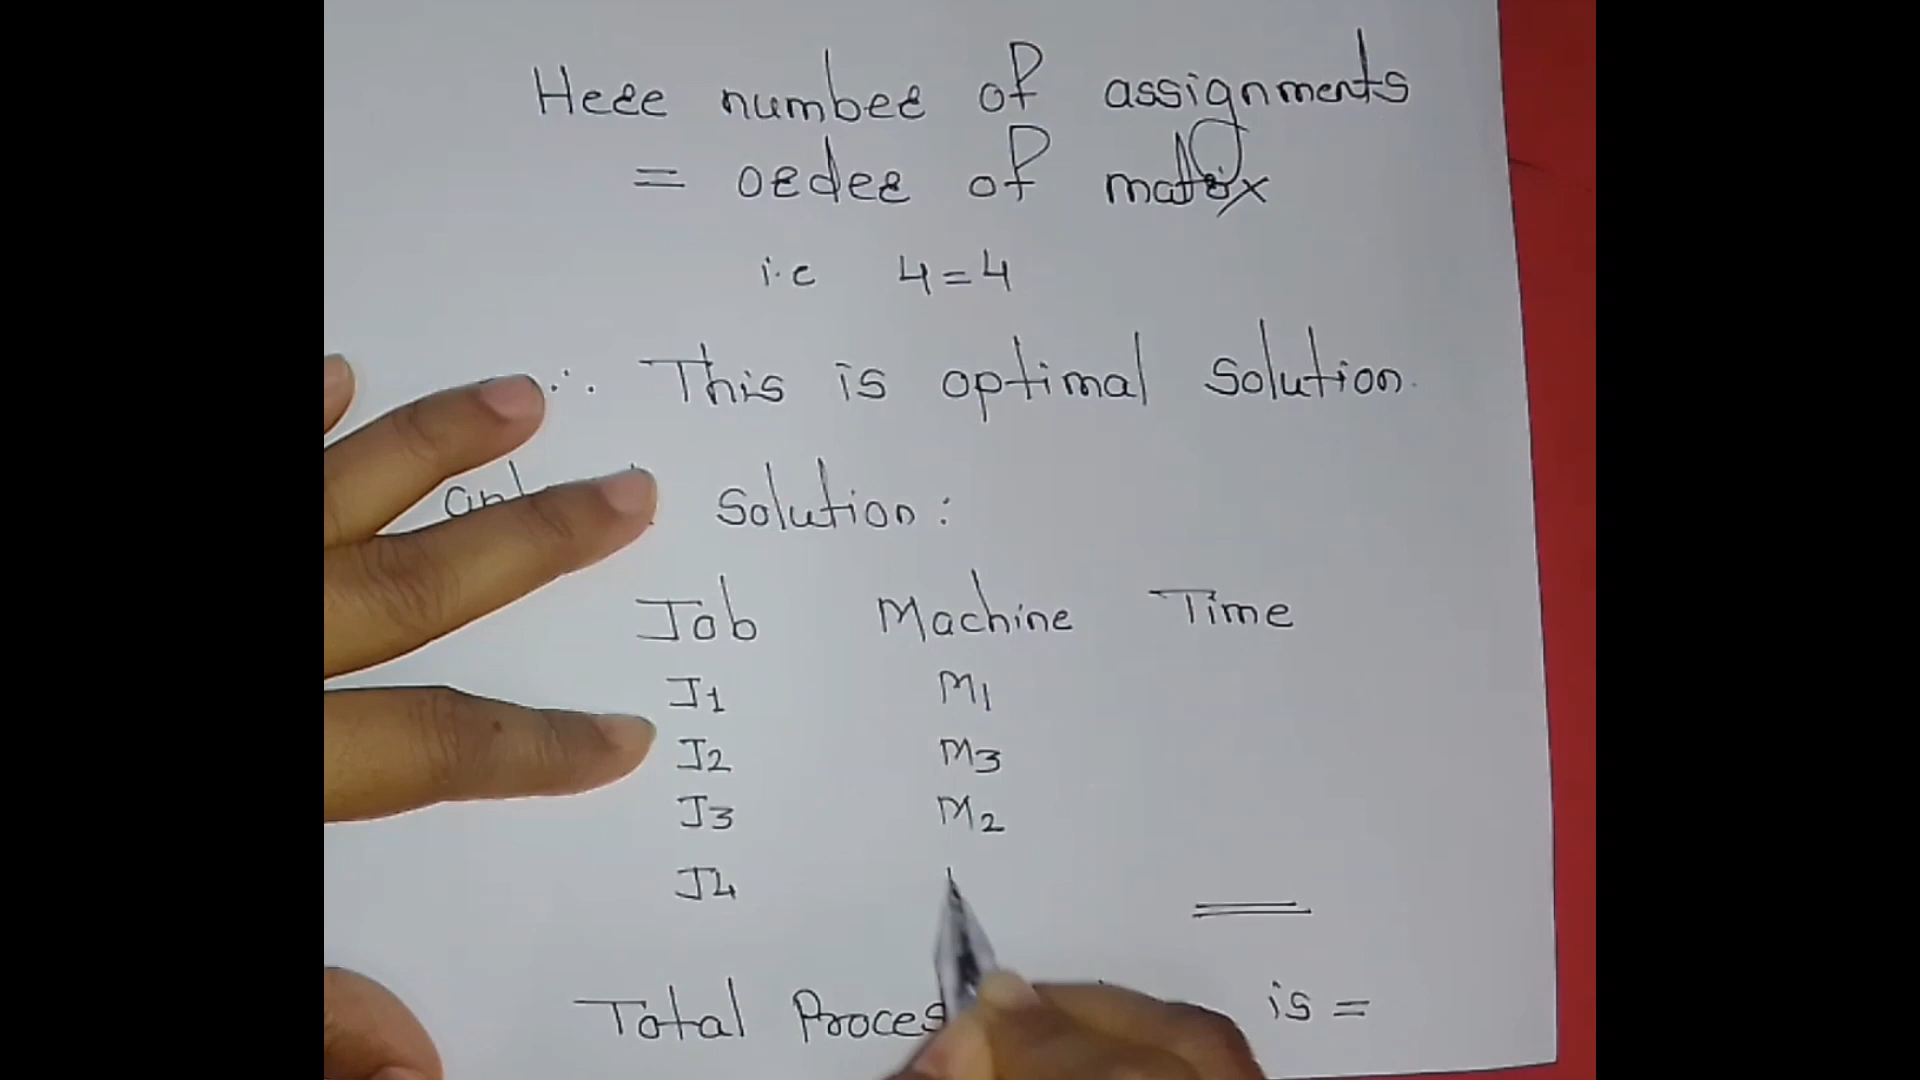 Here number of assignments
= order of matrix
i.e 4=4
∴ This is optimal solution.
solution:
Job Machine Time
J1 M1
J2 M3
J3 M2
J4
Total is =